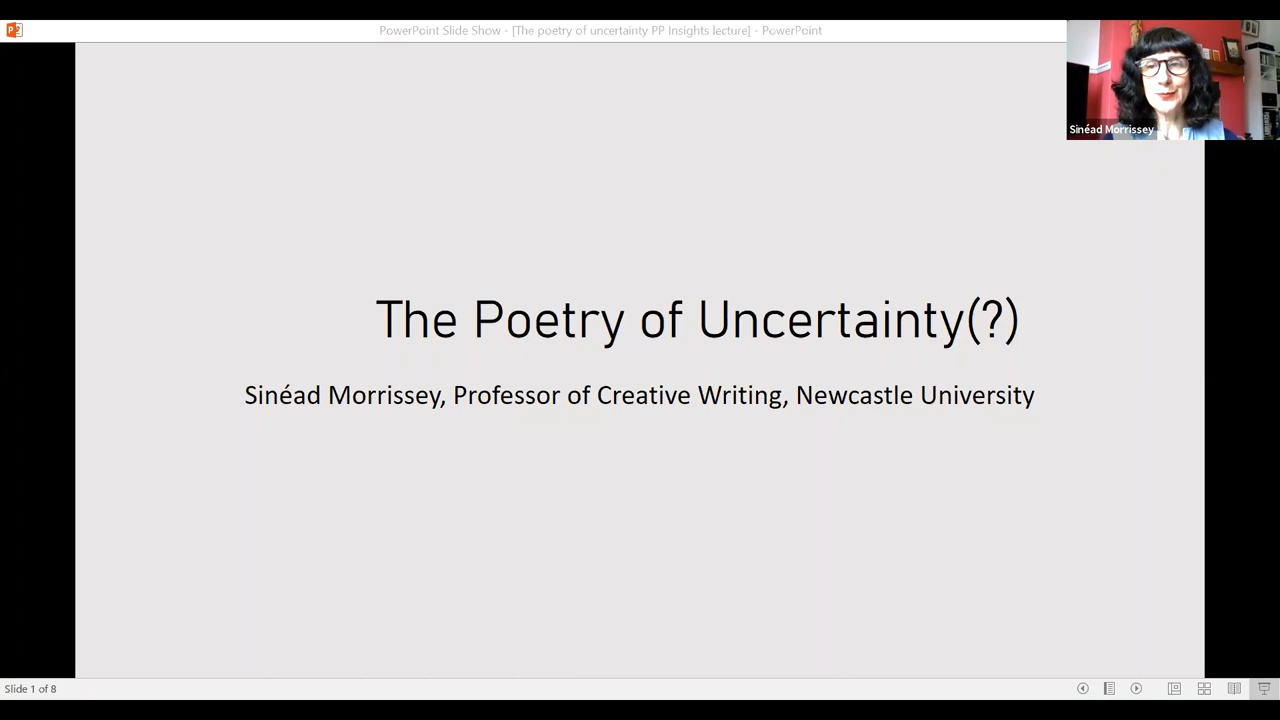 PowerPoint Slide Show - [The poetry of uncertainty PP Insights lecture] - PowerPoint
Sinéad Morrissey
The Poetry of Uncertainty(?)
Sinéad Morrissey, Professor of Creative Writing, Newcastle University
Slide 1 of 8